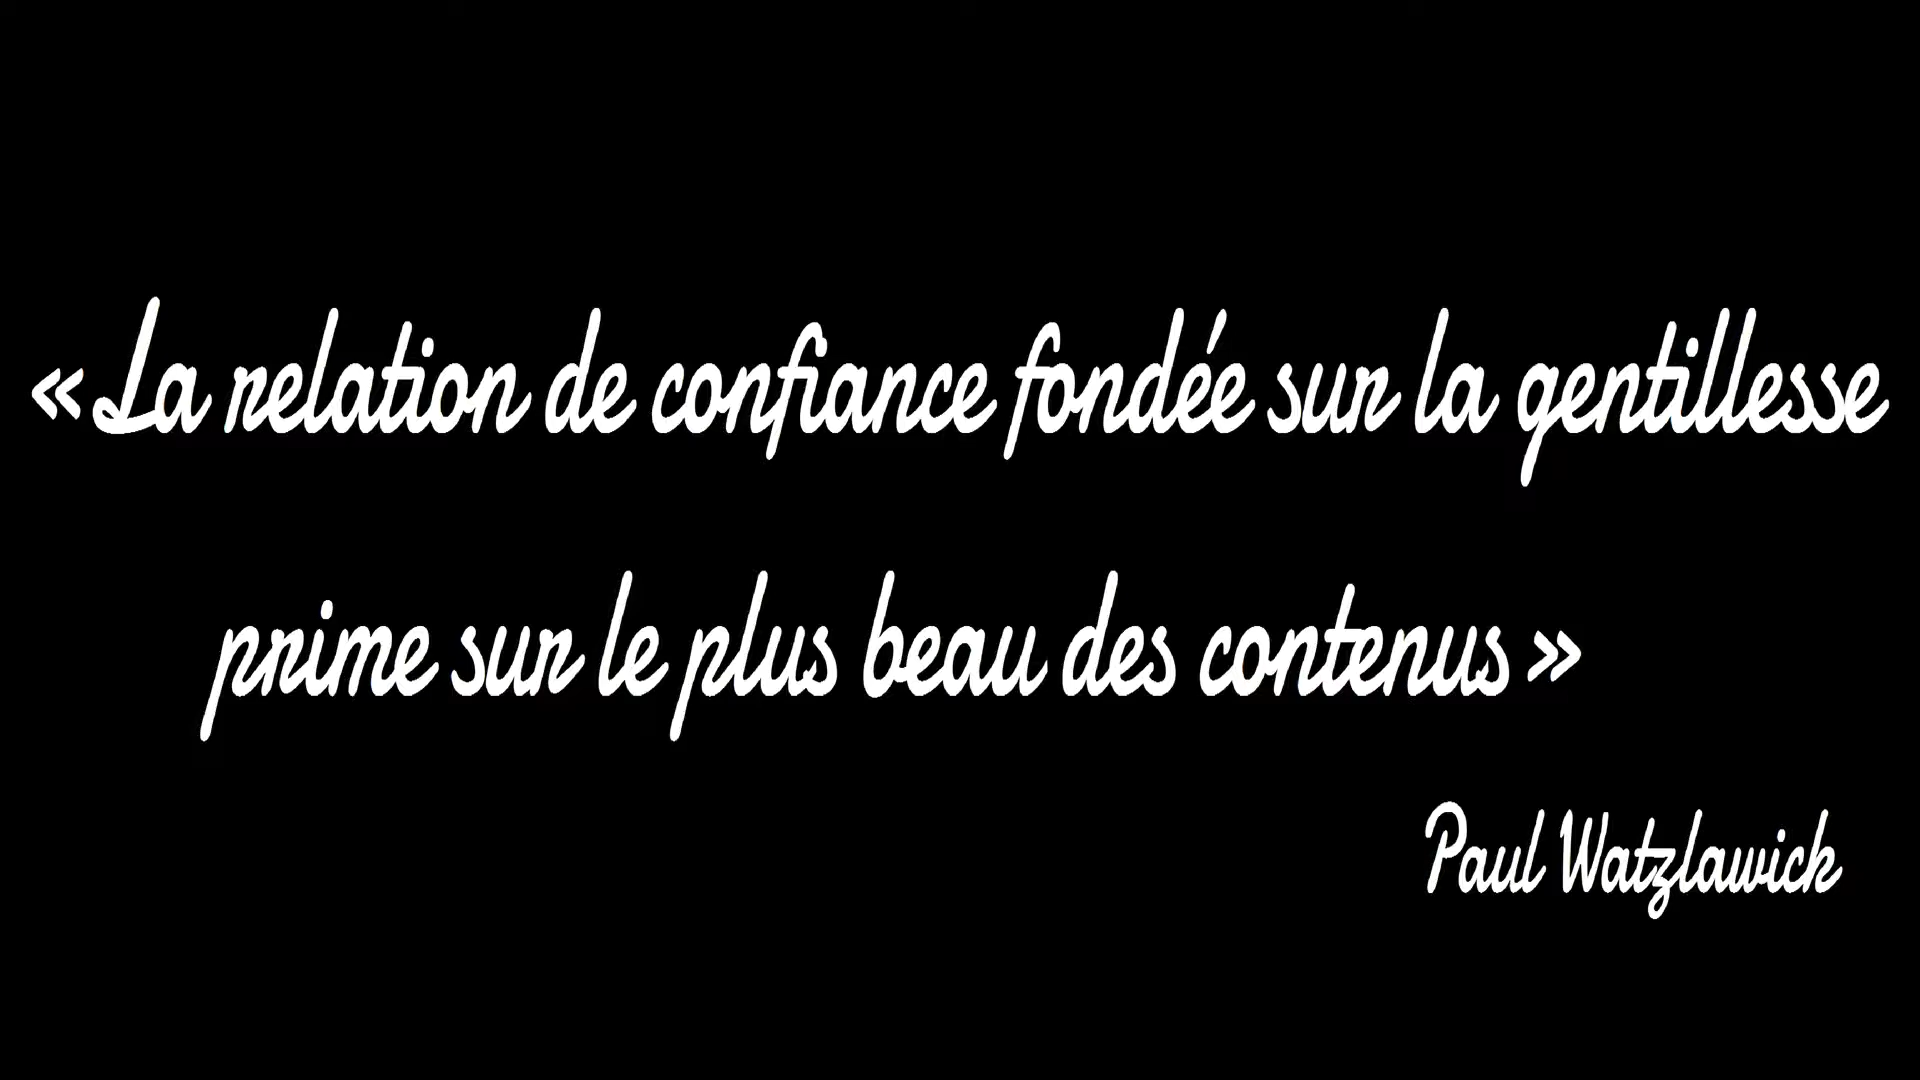 « La relation de confiance fondée sur la gentillesse
prime sur le plus beau des contenus »
Paul Watzlawick